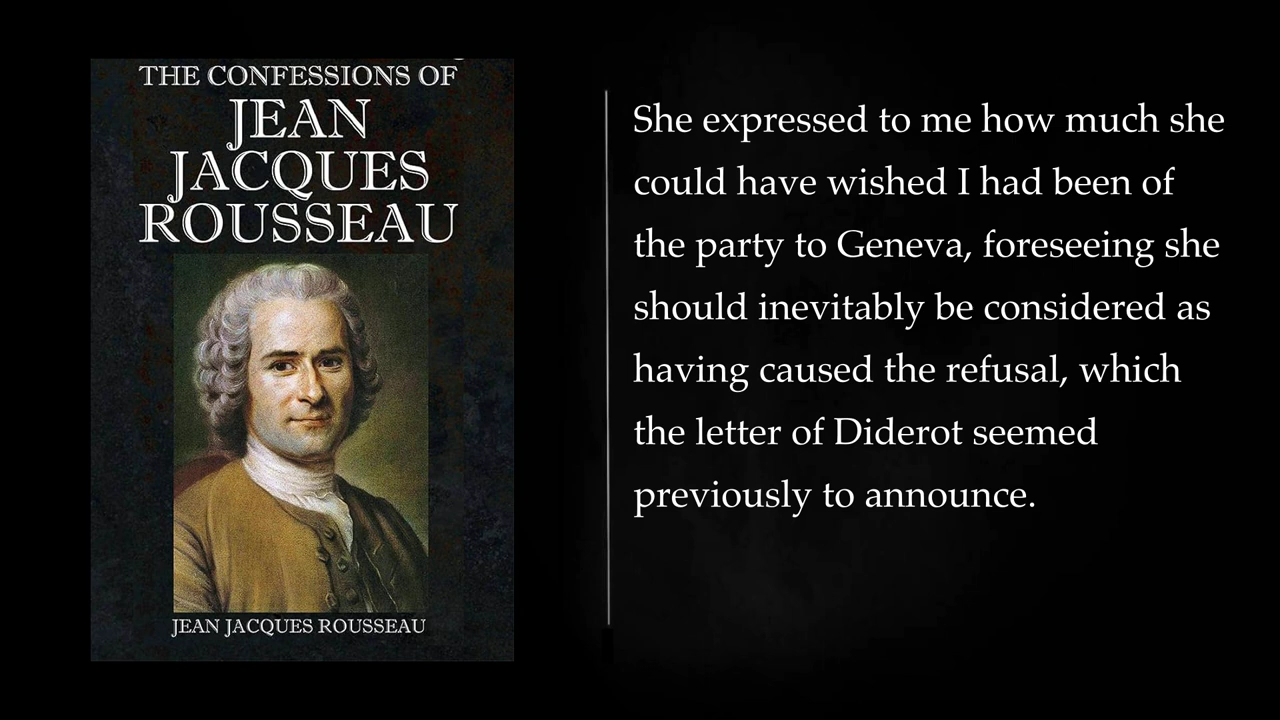 THE CONFESSIONS OF
JEAN
JACQUES
ROUSSEAU
JEAN JACQUES ROUSSEAU
She expressed to me how much she
could have wished I had been of
the party to Geneva, foreseeing she
should inevitably be considered as
having caused the refusal, which
the letter of Diderot seemed
previously to announce.